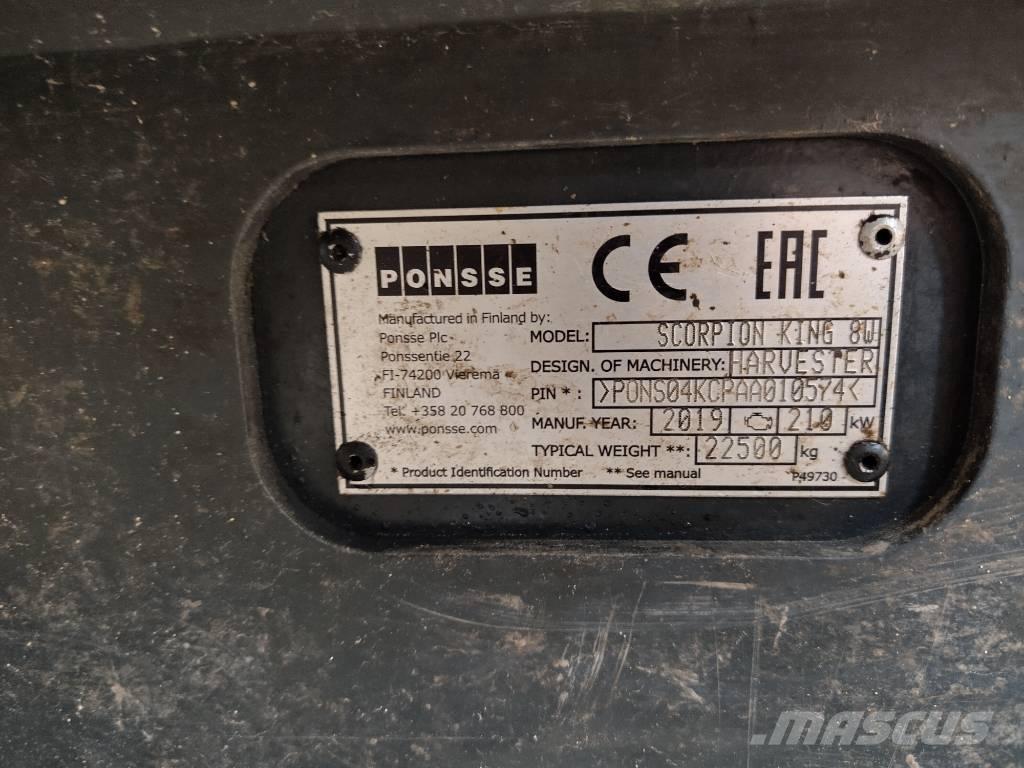 PONSSE CE EAC
Manufactured in Finland by:
Ponsse Plc
Ponssentie 22
FI-74200 Vieremä
FINLAND
Tel. +358 20 768 800
www.ponsse.com
MODEL: SCORPION KING 8W
DESIGN. OF MACHINERY: HARVESTER
PIN * : >PONS04KCPAA0105Y4<
MANUF. YEAR: 2019 210 kW
TYPICAL WEIGHT **: 22500 kg
* Product Identification Number ** See manual P49730
MASCUS